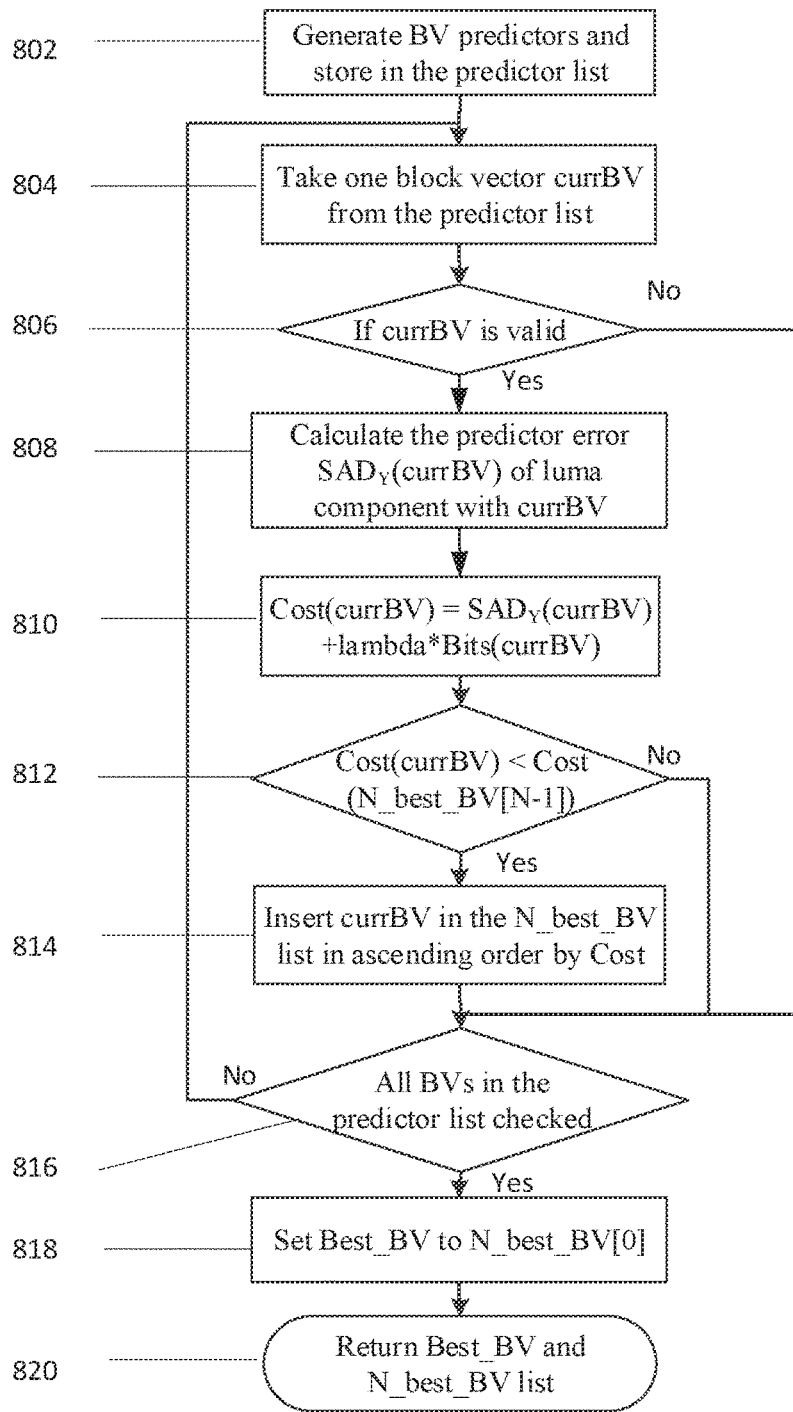 802
Generate BV predictors and
store in the predictor list
804
Take one block vector currBV
from the predictor list
No
806
If currBV is valid
Yes
808
Calculate the predictor error
SADY(currBV) of luma
component with currBV
810
Cost(currBV) = SADY(currBV)
+lambda*Bits(currBV)
812
Cost(currBV) < Cost
(N_best_BV[N-1])
No
Yes
814
Insert currBV in the N_best_BV
list in ascending order by Cost
No
All BVs in the
predictor list checked
816
Yes
818
Set Best_BV to N_best_BV[0]
820
Return Best_BV and
N_best_BV list